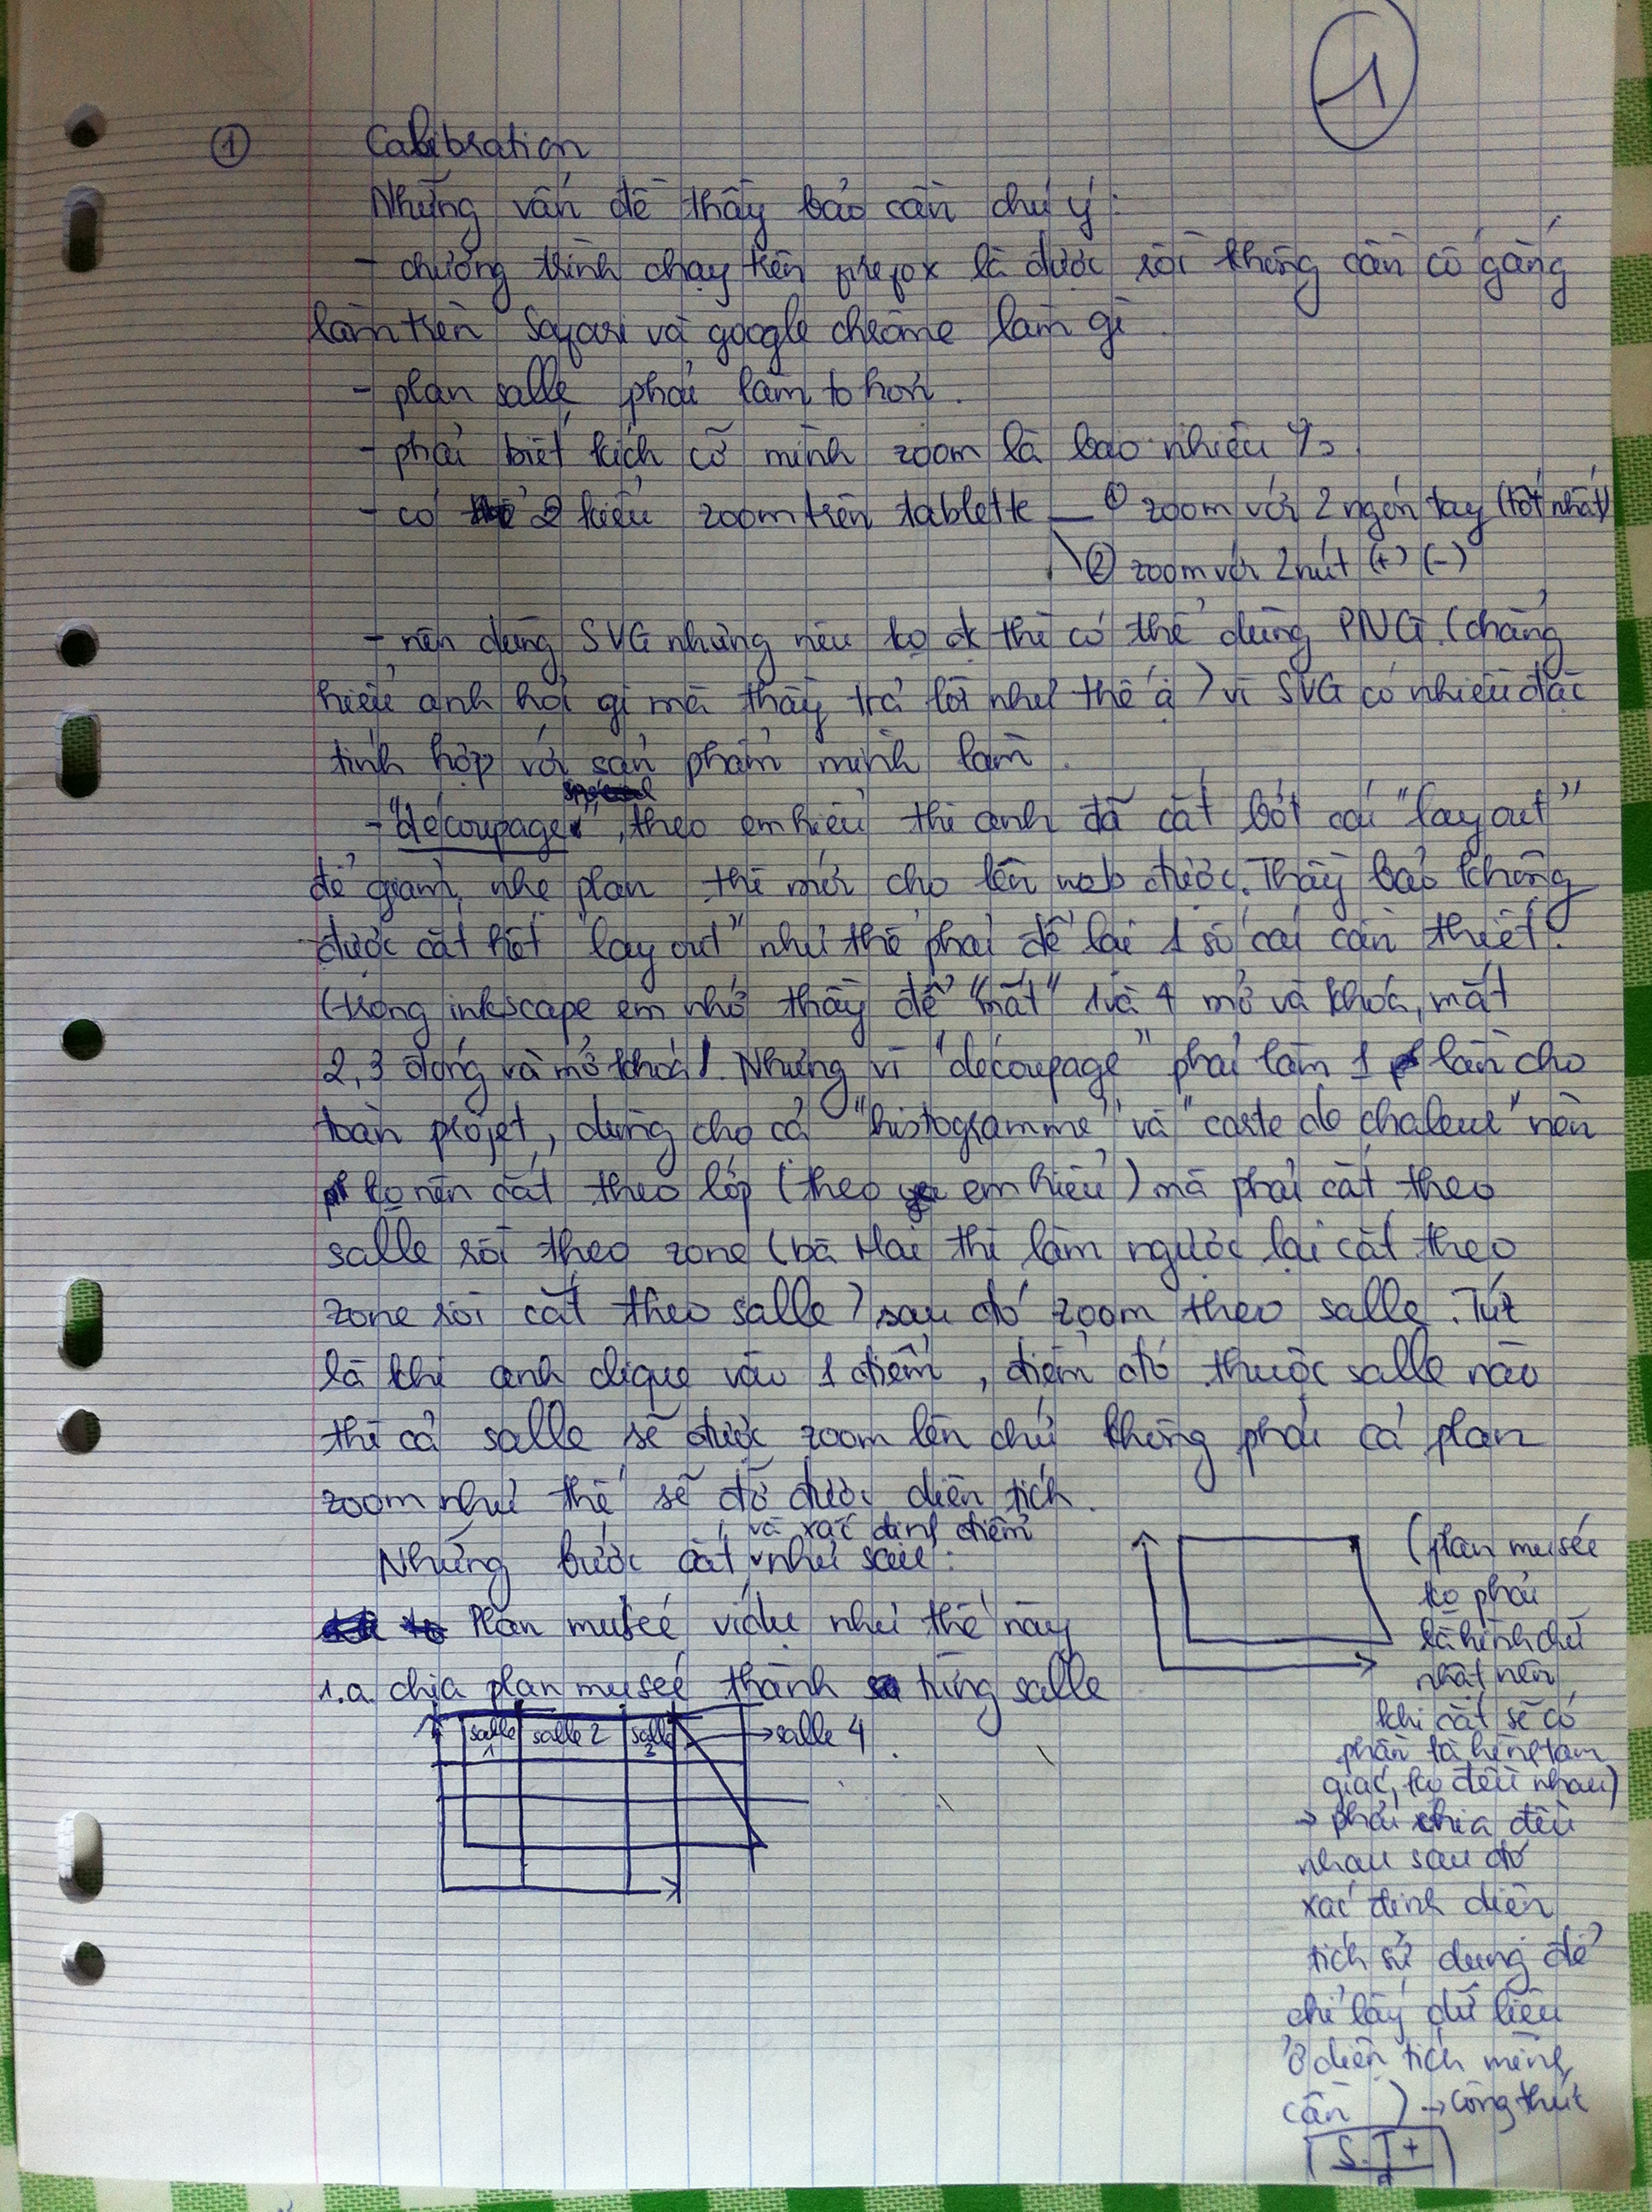 1
① Calibration
Những vấn đề thầy bảo cần chú ý:
- chương trình chạy trên firefox là được rồi không cần cố gắng
làm trên Safari và google chrome làm gì.
- plan salle phải làm to hơn.
- phải biết kích cỡ mình zoom là bao nhiêu %.
- có 2 kiểu zoom trên tablette — ① zoom với 2 ngón tay (tốt nhất)
② zoom với 2 nút (+) (-)
- nên dùng SVG nhưng nếu ko đc thì có thể dùng PNG. (chẳng
hiểu anh hỏi gì mà thầy trả lời như thế ạ) vì SVG có nhiều đặc
tính hợp với sản phẩm mình làm.
- "découpage", theo em hiểu thì anh đã cắt bớt cái "layout"
để giảm nhẹ plan thì mới cho lên web được. Thầy bảo không
được cắt hết "layout" như thế phải để lại 1 số cái cần thiết.
(trong inkscape em nhớ thầy để "mắt" 1 và 4 mở và khoá, mắt
2, 3 đóng và mở khoá). Nhưng vì "découpage" phải làm 1 lần cho
toàn projet, dùng cho cả "histogramme" và "carte de chaleur" nên
ko nên cắt theo lớp (theo em hiểu) mà phải cắt theo
salle rồi theo zone (bà Mai thì làm ngược lại cắt theo
zone rồi cắt theo salle) sau đó zoom theo salle. Tức
là khi anh clique vào 1 điểm, điểm đó thuộc salle nào
thì cả salle sẽ được zoom lên chứ không phải cả plan
zoom như thế sẽ đỡ được diện tích.
và xác định điểm
Những bước cắt như sau:
Plan museé ví dụ như thế này
1.a. chia plan museé thành từng salle
salle 1 salle 2 salle 3 → salle 4
(plan museé
ko phải
là hình chữ
nhật nên
khi cắt sẽ có
phần là hình tam
giác, ko đều nhau)
→ phải chia đều
nhau sau đó
xác định diện
tích sử dụng để
chỉ lấy dữ liệu
ở diện tích mình
cần ) → công thức
S.T+